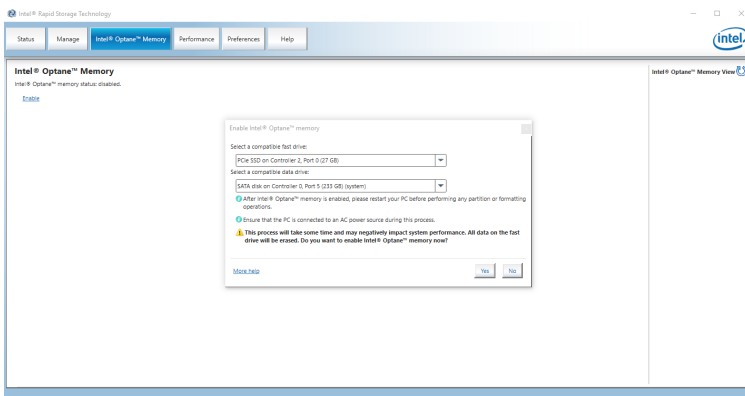 Intel® Rapid Storage Technology
Status
Manage
Intel® Optane™ Memory
Performance
Preferences
Help
intel
Intel® Optane™ Memory
Intel® Optane™ memory status: disabled.
Enable
Intel® Optane™ Memory View
Enable Intel® Optane™ memory
Select a compatible fast drive:
PCIe SSD on Controller 2, Port 0 (27 GB)
Select a compatible data drive:
SATA disk on Controller 0, Port 5 (233 GB) (system)
After Intel® Optane™ memory is enabled, please restart your PC before performing any partition or formatting
operations.
Ensure that the PC is connected to an AC power source during this process.
This process will take some time and may negatively impact system performance. All data on the fast
drive will be erased. Do you want to enable Intel® Optane™ memory now?
More help
Yes
No